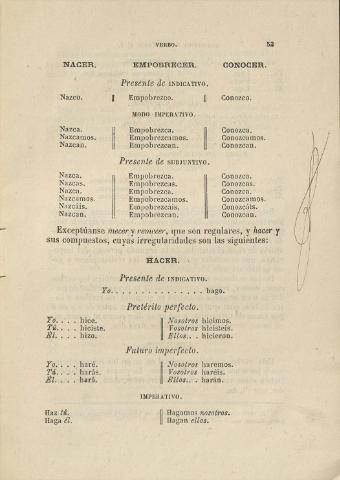 VERBO. 53
NACER. EMPOBRECER. CONOCER.
Presente de INDICATIVO.
Nazco. Empobrezco. Conozco.
MODO IMPERATIVO.
Nazca. Empobrezca. Conozca.
Nazcamos. Empobrezcamos. Conozcamos.
Nazcan. Empobrezcan. Conozcan.
Presente de SUBJUNTIVO.
Nazca. Empobrezca. Conozca.
Nazcas. Empobrezcas. Conozcas.
Nazca. Empobrezca. Conozca.
Nazcamos. Empobrezcamos. Conozcamos.
Nazcáis. Empobrezcáis. Conozcáis.
Nazcan. Empobrezcan. Conozcan.
Exceptúanse mecer y remecer, que son regulares, y hacer y
sus compuestos, cuyas irregularidades son las siguientes:
HACER.
Presente de INDICATIVO.
Yo. . . . . . . . . . . . . . . hago.
Pretérito perfecto.
Yo. . . . hice. Nosotros hicimos.
Tú. . . . hiciste. Vosotros hicisteis.
Él. . . . hizo. Ellos. . . hicieron.
Futuro imperfecto.
Yo. . . . haré. Nosotros haremos.
Tú. . . . harás. Vosotros haréis.
Él. . . . hará. Ellos. . . harán.
IMPERATIVO.
Haz tú. Hagamos nosotros.
Haga él. Hagan ellos.